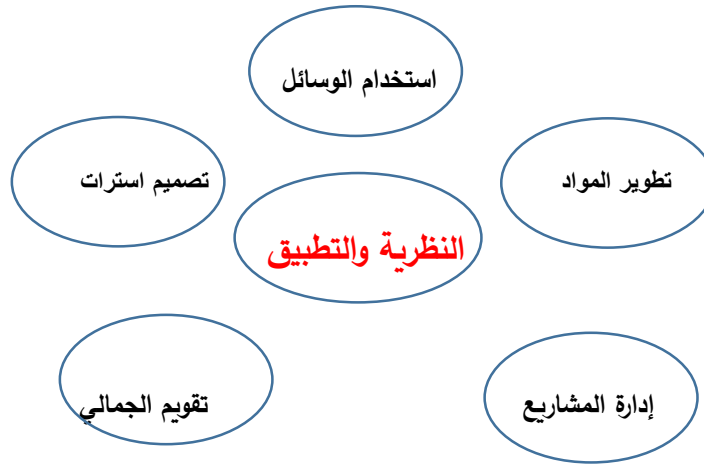 استخدام الوسائل
تطوير المواد
تصميم استرات
النظرية والتطبيق
إدارة المشاريع
تقويم الجمالي